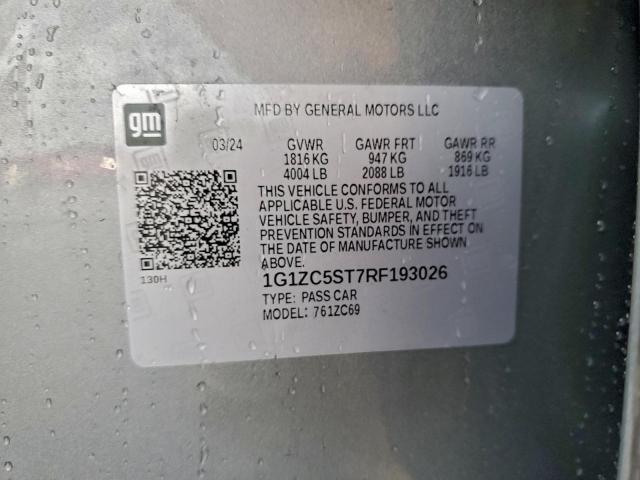 gm
MFD BY GENERAL MOTORS LLC
03/24 GVWR GAWR FRT GAWR RR
1816 KG 947 KG 869 KG
4004 LB 2088 LB 1916 LB
THIS VEHICLE CONFORMS TO ALL
APPLICABLE U.S. FEDERAL MOTOR
VEHICLE SAFETY, BUMPER, AND THEFT
PREVENTION STANDARDS IN EFFECT ON
THE DATE OF MANUFACTURE SHOWN
ABOVE.
130H
1G1ZC5ST7RF193026
TYPE: PASS CAR
MODEL: 761ZC69